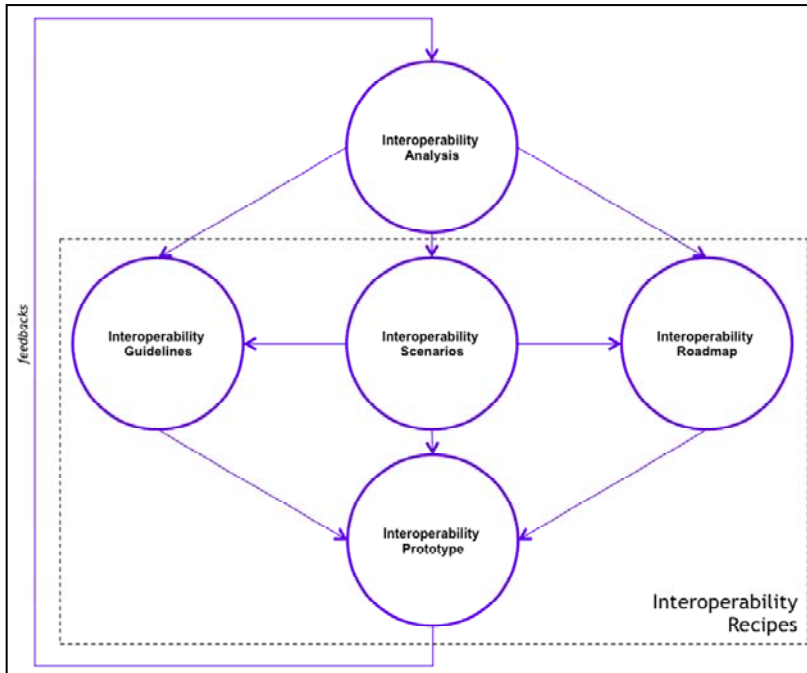 Interoperability
Analysis
feedbacks
Interoperability
Guidelines
Interoperability
Scenarios
Interoperability
Roadmap
Interoperability
Prototype
Interoperability
Recipes